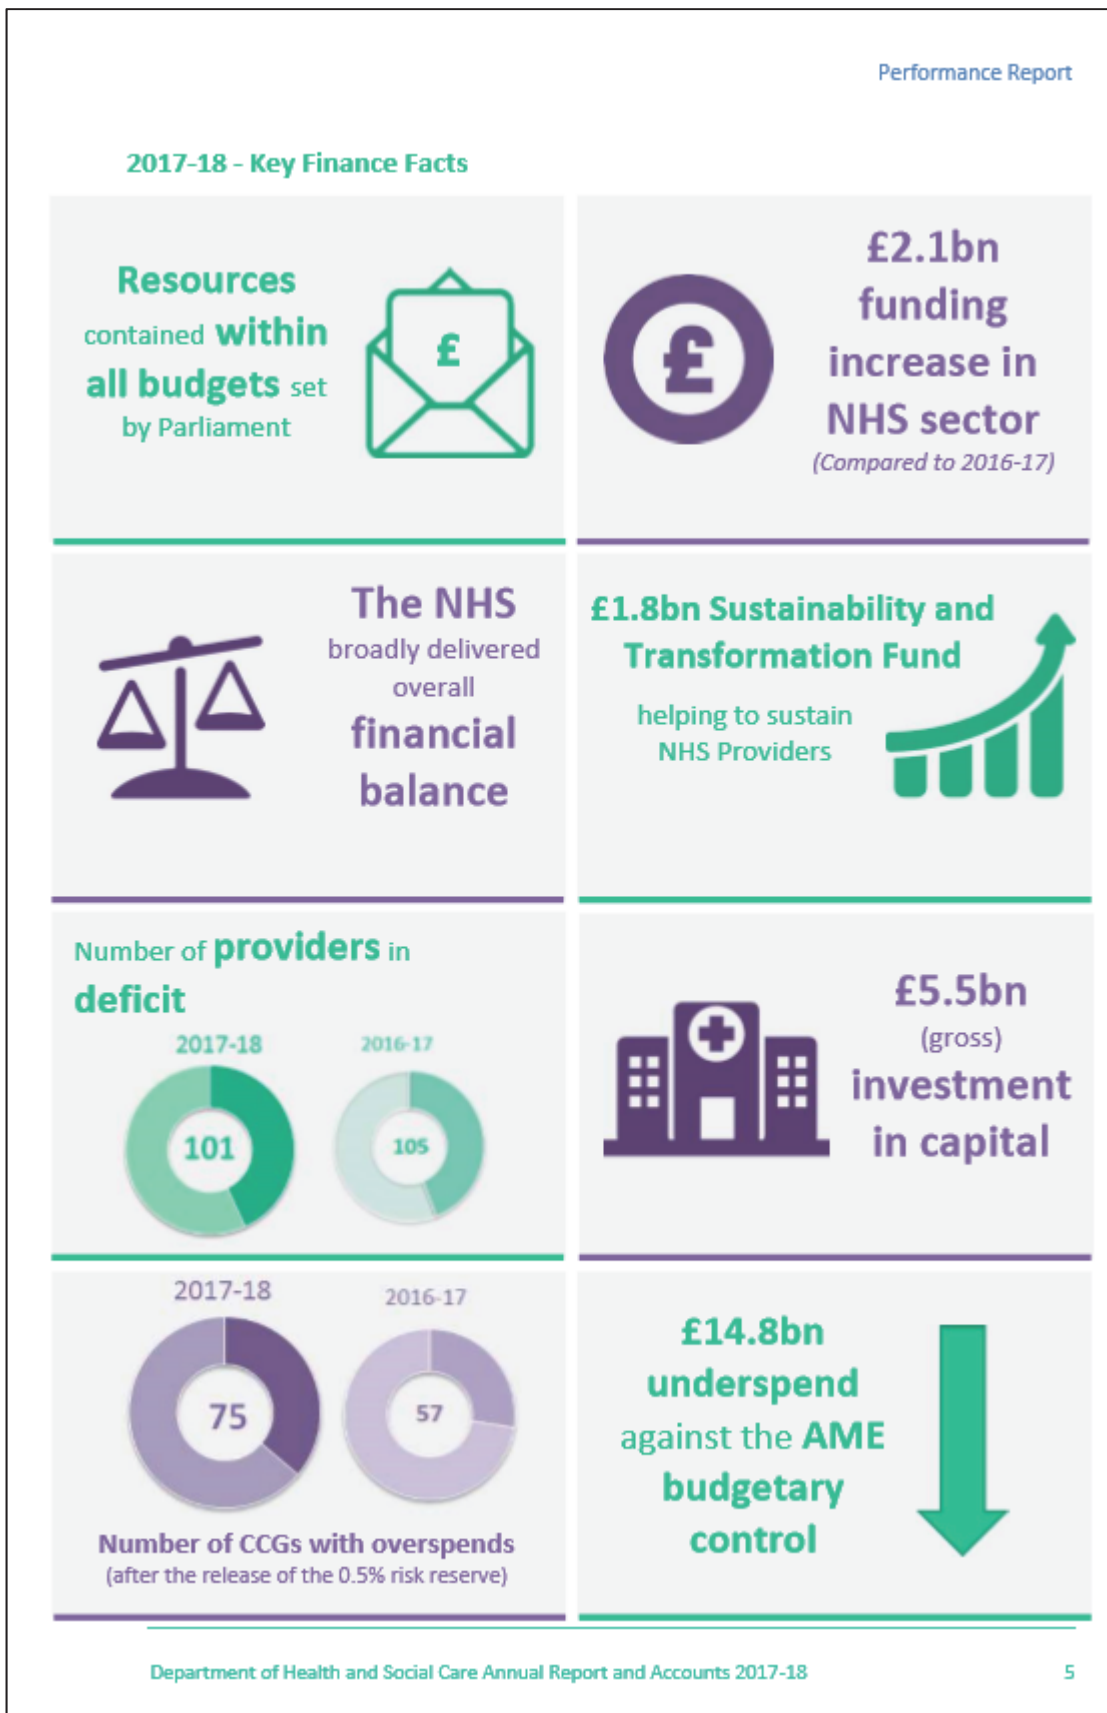 Performance Report
2017-18 - Key Finance Facts
Resources
contained within
all budgets set
by Parliament
£
£
£2.1bn
funding
increase in
NHS sector
(Compared to 2016-17)
The NHS
broadly delivered
overall
financial
balance
£1.8bn Sustainability and
Transformation Fund
helping to sustain
NHS Providers
Number of providers in
deficit
2017-18
2016-17
101
105
£5.5bn
(gross)
investment
in capital
2017-18
2016-17
75
57
Number of CCGs with overspends
(after the release of the 0.5% risk reserve)
£14.8bn
underspend
against the AME
budgetary
control
Department of Health and Social Care Annual Report and Accounts 2017-18
5